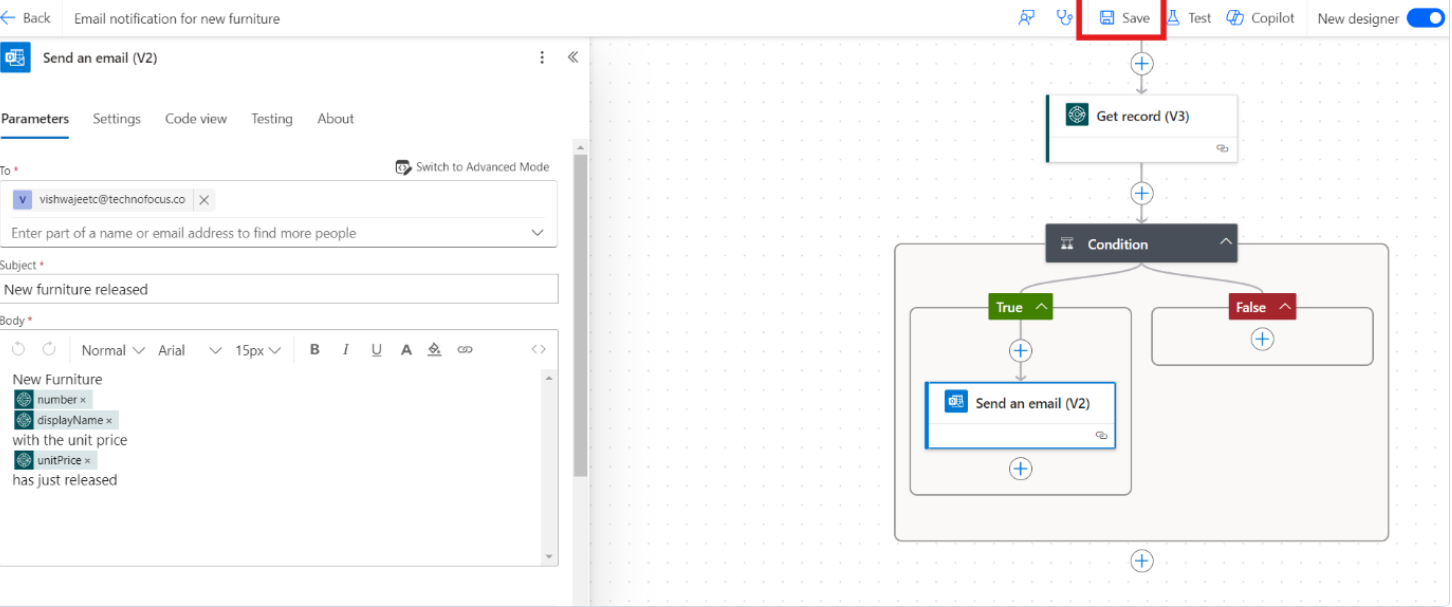 Back
Email notification for new furniture
Save
Test
Copilot
New designer
Send an email (V2)
Parameters
Settings
Code view
Testing
About
Switch to Advanced Mode
To *
V vishwajeetc@technofocus.co
Enter part of a name or email address to find more people
Subject *
New furniture released
Body *
Normal
Arial
15px
B I U A
New Furniture
number ×
displayName ×
with the unit price
unitPrice ×
has just released
Get record (V3)
Condition
True
False
Send an email (V2)